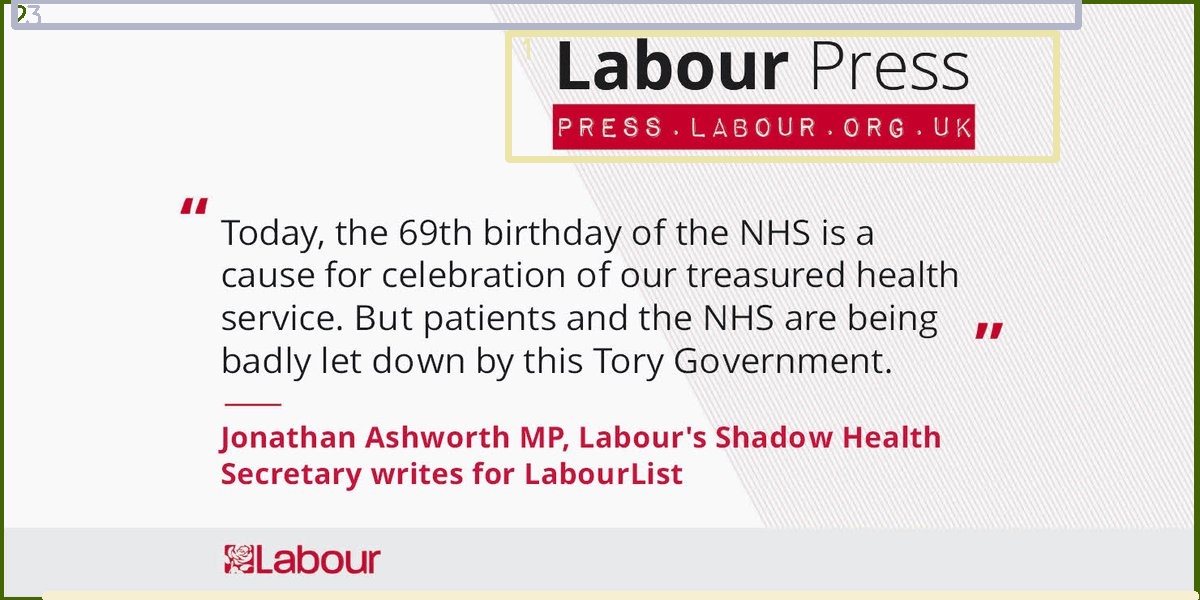 23
1
Labour Press
PRESS.LABOUR.ORG.UK
“ Today, the 69th birthday of the NHS is a
cause for celebration of our treasured health
service. But patients and the NHS are being
badly let down by this Tory Government. ”
Jonathan Ashworth MP, Labour's Shadow Health
Secretary writes for LabourList
Labour